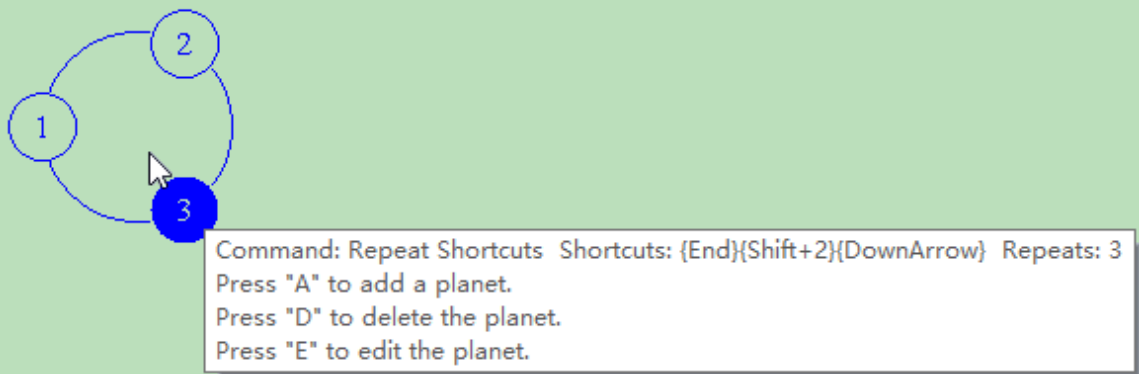 2
1
3
Command: Repeat Shortcuts  Shortcuts: {End}{Shift+2}{DownArrow}  Repeats: 3
Press "A" to add a planet.
Press "D" to delete the planet.
Press "E" to edit the planet.